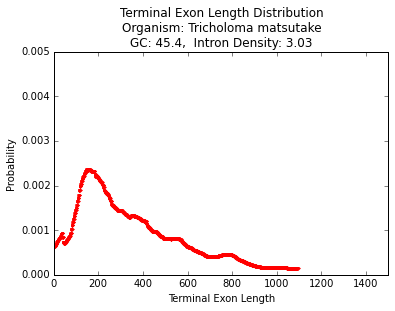 Terminal Exon Length Distribution
Organism: Tricholoma matsutake
GC: 45.4,  Intron Density: 3.03
0.005
0.004
0.003
0.002
0.001
0.000
Probability
0 200 400 600 800 1000 1200 1400
Terminal Exon Length